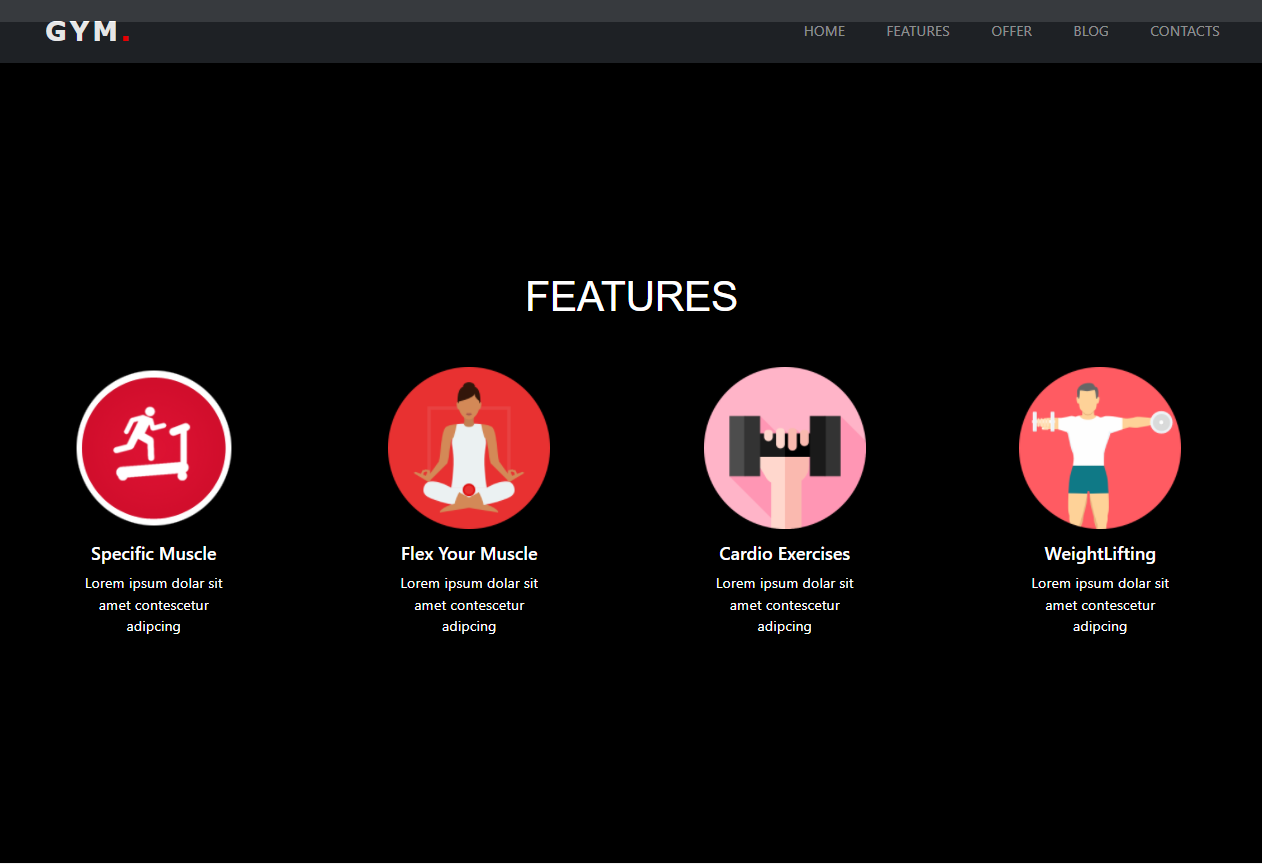 GYM.
HOME FEATURES OFFER BLOG CONTACTS
FEATURES
Specific Muscle
Lorem ipsum dolar sit
amet contescetur
adipcing
Flex Your Muscle
Lorem ipsum dolar sit
amet contescetur
adipcing
Cardio Exercises
Lorem ipsum dolar sit
amet contescetur
adipcing
WeightLifting
Lorem ipsum dolar sit
amet contescetur
adipcing